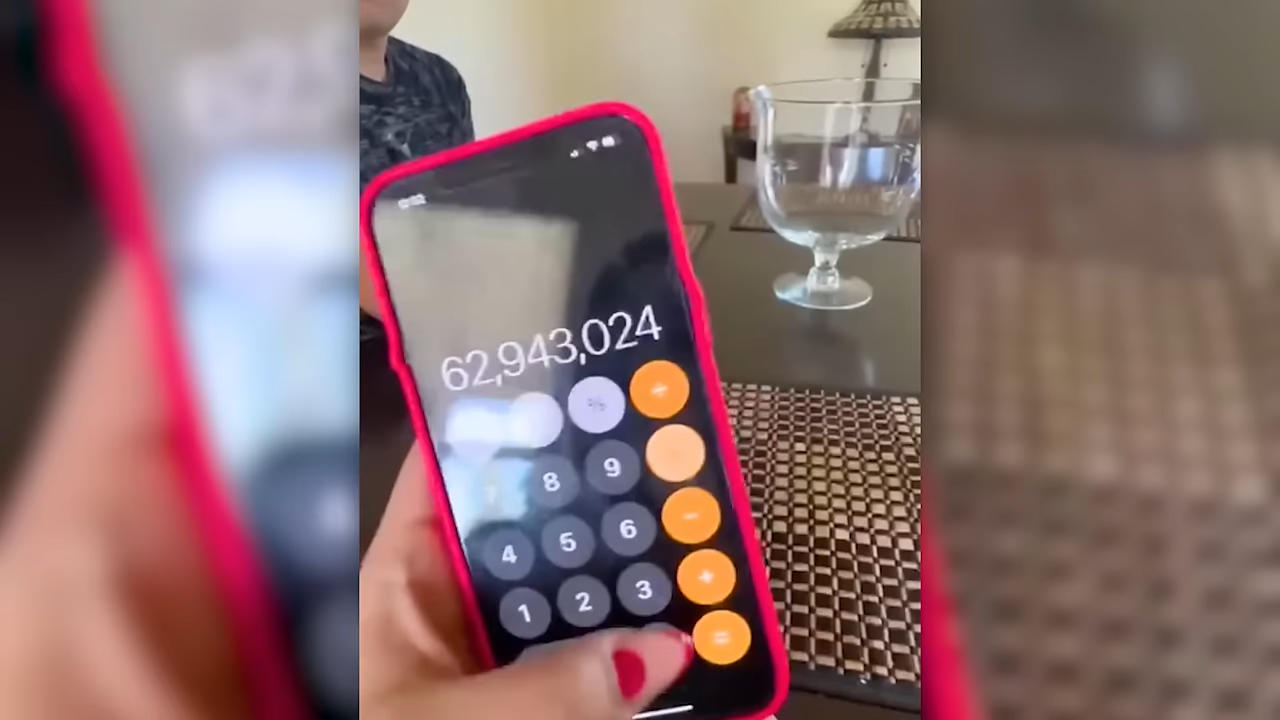 62,943,024
%
8 9
4 5 6 −
1 2 3 +
=